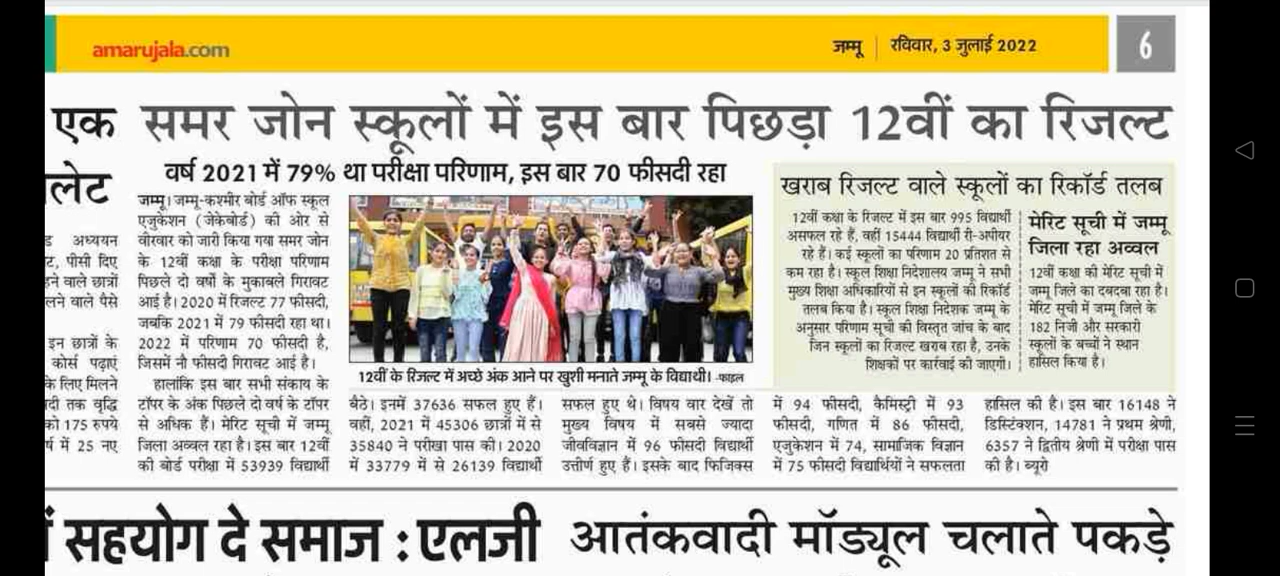 amarujala.com
जम्मू | रविवार, 3 जुलाई 2022
6
एक
लेट
ड अध्ययन
ट, पीसी दिए
ने वाले छात्रों
लने वाले पैसे
इन छात्रों के
कोर्स पढ़ाएं
के लिए मिलने
दी तक वृद्धि
को 175 रुपये
र्ष में 25 नए
समर जोन स्कूलों में इस बार पिछड़ा 12वीं का रिजल्ट
वर्ष 2021 में 79% था परीक्षा परिणाम, इस बार 70 फीसदी रहा
जम्मू। जम्मू-कश्मीर बोर्ड ऑफ स्कूल
एजुकेशन (जेकेबोर्ड) की ओर से
वीरवार को जारी किया गया समर जोन
के 12वीं कक्षा के परीक्षा परिणाम
पिछले दो वर्षों के मुकाबले गिरावट
आई है। 2020 में रिजल्ट 77 फीसदी,
जबकि 2021 में 79 फीसदी रहा था।
2022 में परिणाम 70 फीसदी है,
जिसमें नौ फीसदी गिरावट आई है।
हालांकि इस बार सभी संकाय के
टॉपर के अंक पिछले दो वर्ष के टॉपर
से अधिक हैं। मेरिट सूची में जम्मू
जिला अव्वल रहा है। इस बार 12वीं
की बोर्ड परीक्षा में 53939 विद्यार्थी
12वीं के रिजल्ट में अच्छे अंक आने पर खुशी मनाते जम्मू के विद्यार्थी। -फाइल
बैठे। इनमें 37636 सफल हुए हैं।
वहीं, 2021 में 45306 छात्रों में से
35840 ने परीखा पास की। 2020
में 33779 में से 26139 विद्यार्थी
सफल हुए थे। विषय वार देखें तो
मुख्य विषय में सबसे ज्यादा
जीवविज्ञान में 96 फीसदी विद्यार्थी
उत्तीर्ण हुए हैं। इसके बाद फिजिक्स
में 94 फीसदी, कैमिस्ट्री में 93
फीसदी, गणित में 86 फीसदी,
एजुकेशन में 74, सामाजिक विज्ञान
में 75 फीसदी विद्यार्थियों ने सफलता
हासिल की है। इस बार 16148 ने
डिस्टिंक्शन, 14781 ने प्रथम श्रेणी,
6357 ने द्वितीय श्रेणी में परीक्षा पास
की है। ब्यूरो
खराब रिजल्ट वाले स्कूलों का रिकॉर्ड तलब
12वीं कक्षा के रिजल्ट में इस बार 995 विद्यार्थी
असफल रहे हैं, वहीं 15444 विद्यार्थी री-अपीयर
रहे हैं। कई स्कूलों का परिणाम 20 प्रतिशत से
कम रहा है। स्कूल शिक्षा निदेशालय जम्मू ने सभी
मुख्य शिक्षा अधिकारियों से इन स्कूलों की रिकॉर्ड
तलब किया है। स्कूल शिक्षा निदेशक जम्मू के
अनुसार परिणाम सूची की विस्तृत जांच के बाद
जिन स्कूलों का रिजल्ट खराब रहा है, उनके
शिक्षकों पर कार्रवाई की जाएगी।
मेरिट सूची में जम्मू
जिला रहा अव्वल
12वीं कक्षा की मेरिट सूची में
जम्मू जिले का दबदबा रहा है।
मेरिट सूची में जम्मू जिले के
182 निजी और सरकारी
स्कूलों के बच्चों ने स्थान
हासिल किया है।
में सहयोग दे समाज : एलजी
आतंकवादी मॉड्यूल चलाते पकड़े